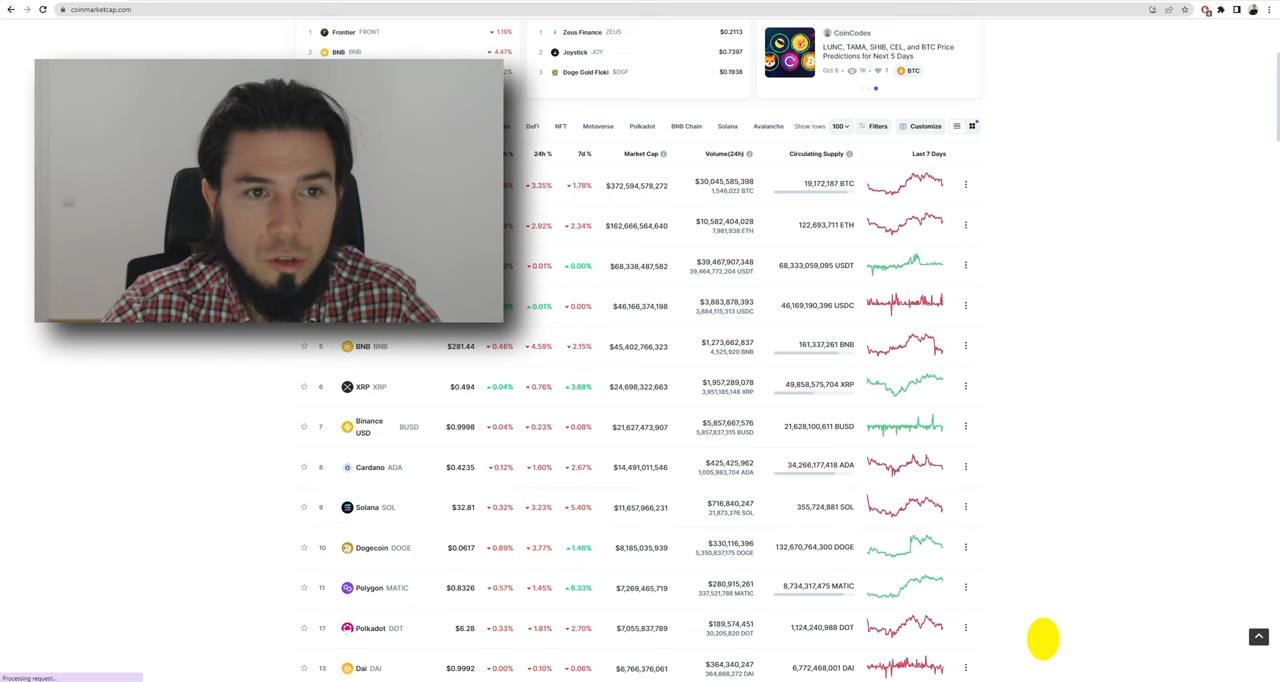 coinmarketcap.com
1 Frontier FRONT 1.19%
2 BNB BNB 4.47%
1 Zeus Finance ZEUS $0.2113
2 Joystick JOY $0.7397
3 Doge Gold Floki $DGF $0.1938
CoinCodex
LUNC, TAMA, SHIB, CEL, and BTC Price
Predictions for Next 5 Days
Oct 6 • 1K • 1 BTC
DeFi NFT Metaverse Polkadot BNB Chain Solana Avalanche Show rows 100 Filters Customize
24h % 7d % Market Cap Volume(24h) Circulating Supply Last 7 Days
3.35% 1.78% $372,594,578,272 $30,045,585,398 19,172,187 BTC
1,546,022 BTC
2.92% 2.34% $162,666,564,640 $10,582,404,028 122,693,711 ETH
7,981,938 ETH
0.01% 0.00% $68,338,487,582 $39,467,907,348 68,333,059,095 USDT
39,464,772,204 USDT
0.01% 0.00% $46,166,374,198 $3,883,878,393 46,169,190,396 USDC
3,884,115,313 USDC
5 BNB BNB $281.44 0.46% 4.59% 2.15% $45,402,766,323 $1,273,662,837 161,337,261 BNB
4,525,920 BNB
6 XRP XRP $0.494 0.04% 0.76% 3.68% $24,698,322,663 $1,957,289,078 49,858,575,704 XRP
3,951,185,148 XRP
7 Binance USD BUSD $0.9998 0.04% 0.23% 0.08% $21,627,473,907 $5,857,667,576 21,628,100,611 BUSD
5,857,837,315 BUSD
8 Cardano ADA $0.4235 0.12% 1.60% 2.67% $14,491,011,546 $425,425,962 34,266,177,418 ADA
1,005,983,704 ADA
9 Solana SOL $32.81 0.32% 3.23% 5.40% $11,657,966,231 $716,840,247 355,724,881 SOL
21,873,276 SOL
10 Dogecoin DOGE $0.0617 0.89% 3.77% 1.46% $8,185,035,939 $330,116,396 132,670,764,300 DOGE
5,350,837,175 DOGE
11 Polygon MATIC $0.8326 0.57% 1.45% 6.33% $7,269,465,719 $280,915,261 8,734,317,475 MATIC
337,521,788 MATIC
12 Polkadot DOT $6.28 0.33% 1.81% 2.70% $7,055,837,789 $189,574,451 1,124,240,988 DOT
30,205,820 DOT
13 Dai DAI $0.9992 0.00% 0.10% 0.06% $6,766,376,061 $364,340,247 6,772,468,001 DAI
364,668,272 DAI
Processing request...